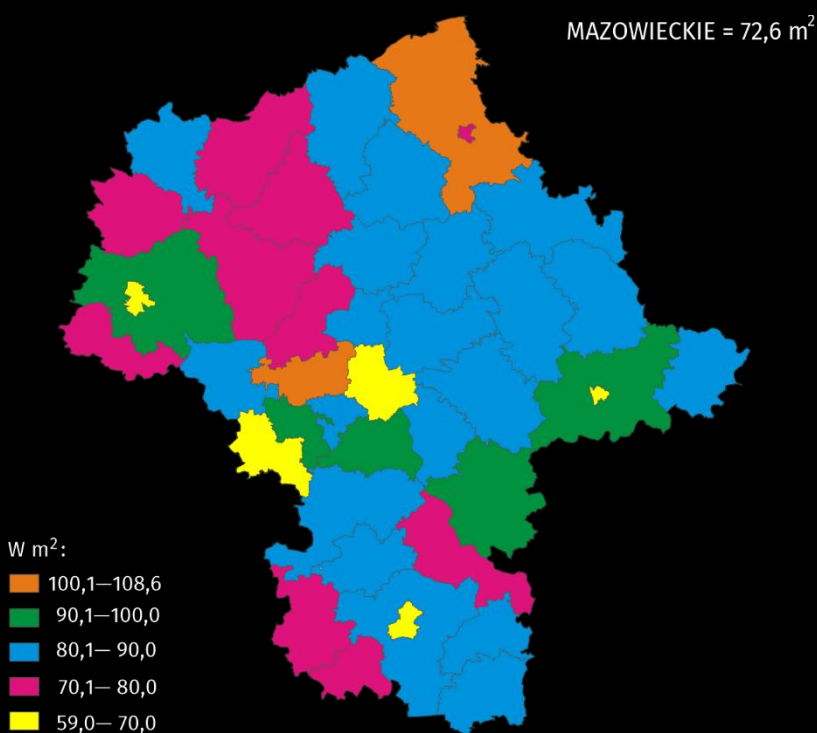 MAZOWIECKIE = 72,6 m²
W m²:
100,1—108,6
90,1—100,0
80,1— 90,0
70,1— 80,0
59,0— 70,0